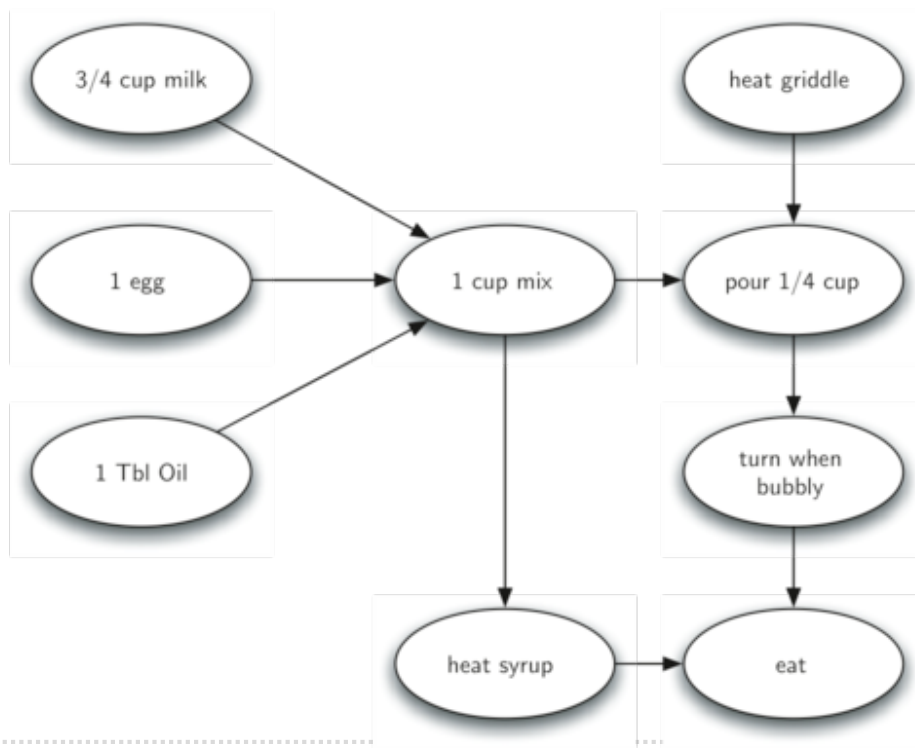 3/4 cup milk
heat griddle
1 egg
1 cup mix
pour 1/4 cup
1 Tbl Oil
turn when
bubbly
heat syrup
eat